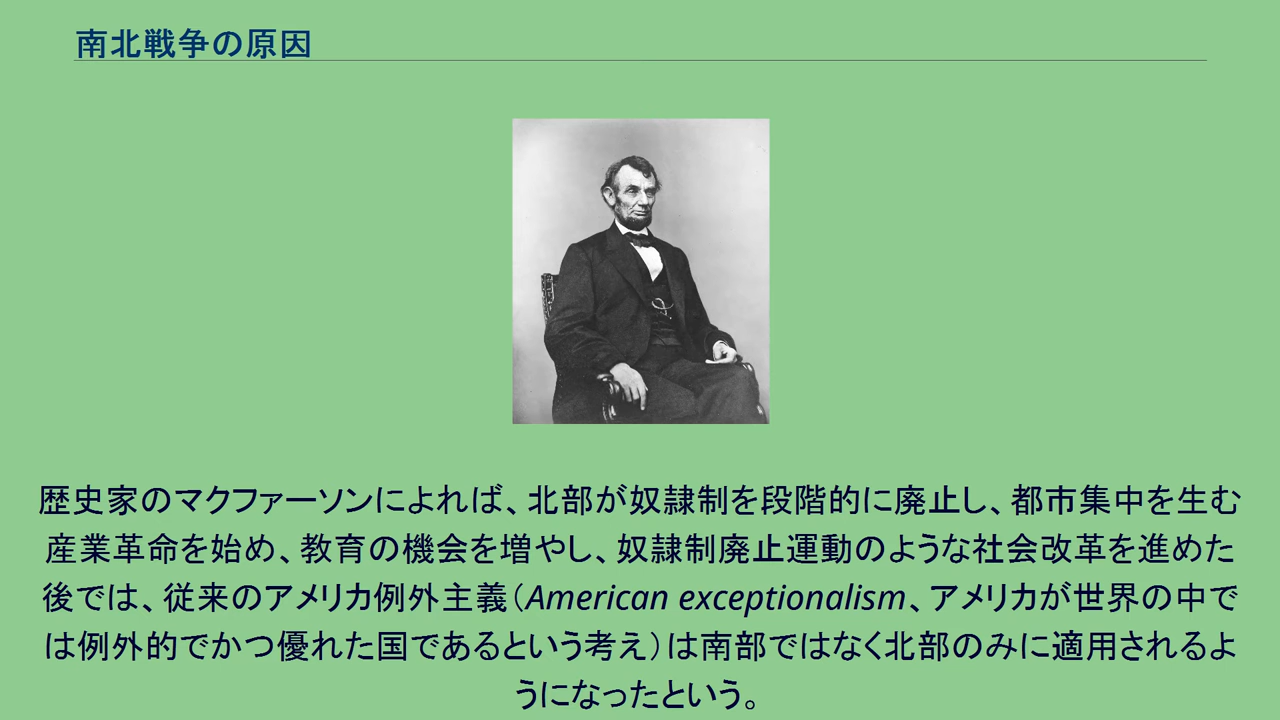 南北戦争の原因
歴史家のマクファーソンによれば、北部が奴隷制を段階的に廃止し、都市集中を生む
産業革命を始め、教育の機会を増やし、奴隷制廃止運動のような社会改革を進めた
後では、従来のアメリカ例外主義（American exceptionalism、アメリカが世界の中で
は例外的でかつ優れた国であるという考え）は南部ではなく北部のみに適用されるよ
うになったという。